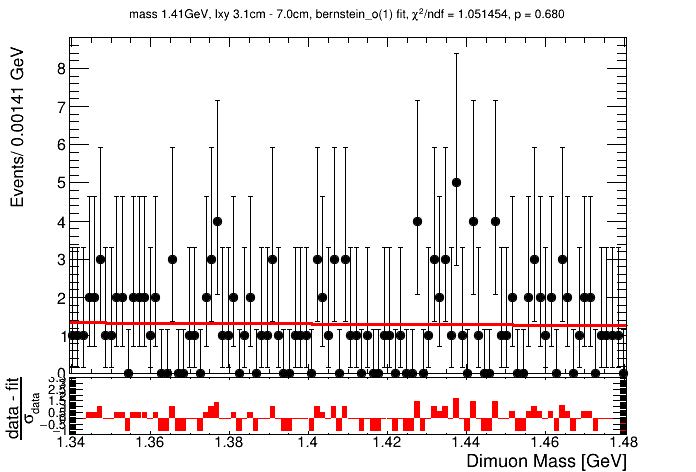 mass 1.41GeV, lxy 3.1cm - 7.0cm, bernstein_o(1) fit, χ²/ndf = 1.051454, p = 0.680
Events/ 0.00141 GeV
8
7
6
5
4
3
2
1
0
data - fit
σdata
1.34 1.36 1.38 1.4 1.42 1.44 1.46 1.48
Dimuon Mass [GeV]